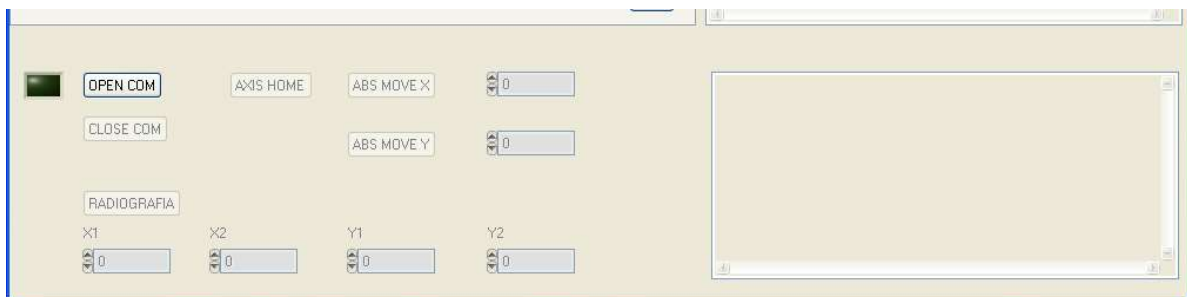 OPEN COM AXIS HOME ABS MOVE X 0
CLOSE COM
ABS MOVE Y 0
RADIOGRAFIA
X1 X2 Y1 Y2
0 0 0 0